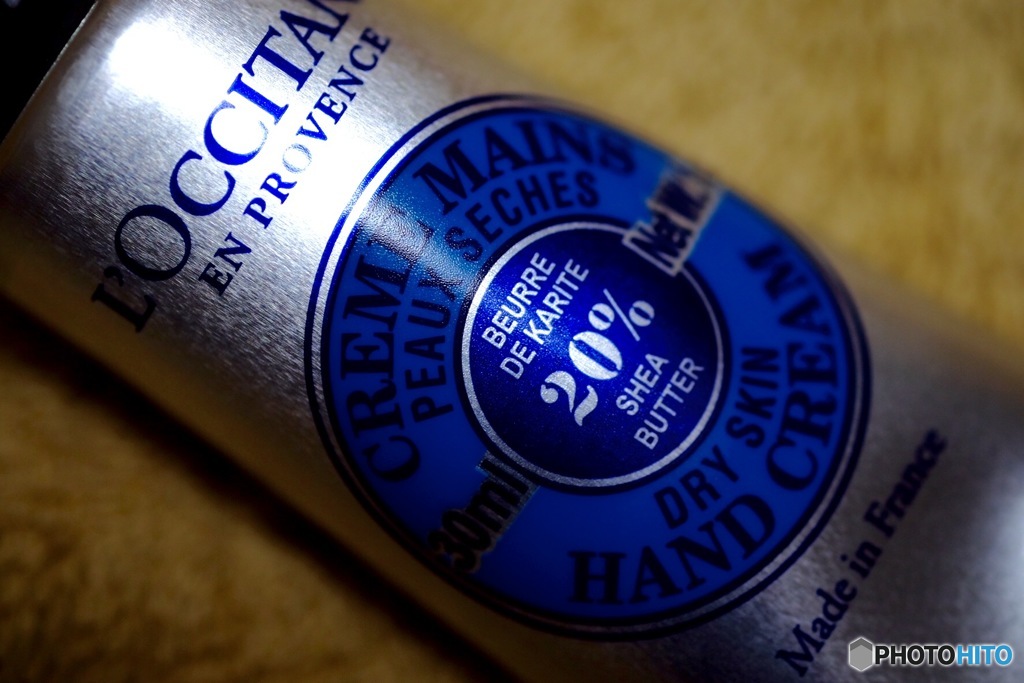 L'OCCITAN
EN PROVENCE
CREME MAINS
PEAUX SECHES
Net W
BEURRE
DE KARITE
20%
SHEA
BUTTER
30ml
DRY SKIN
HAND CREAM
Made in France
PHOTOHITO